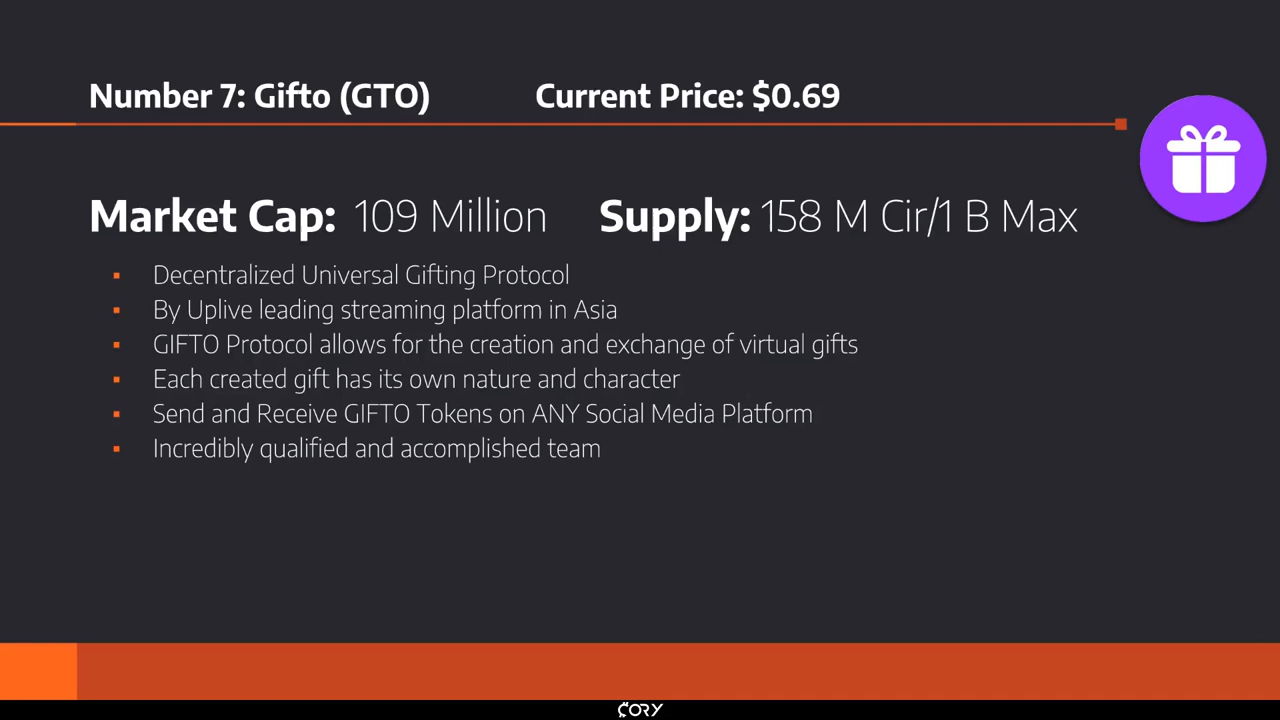 Number 7: Gifto (GTO) Current Price: $0.69
Market Cap: 109 Million Supply: 158 M Cir/1 B Max
▪ Decentralized Universal Gifting Protocol
▪ By Uplive leading streaming platform in Asia
▪ GIFTO Protocol allows for the creation and exchange of virtual gifts
▪ Each created gift has its own nature and character
▪ Send and Receive GIFTO Tokens on ANY Social Media Platform
▪ Incredibly qualified and accomplished team
CORY